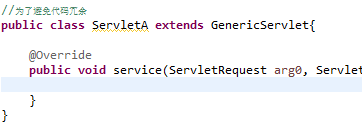 //为了避免代码冗余
public class ServletA extends GenericServlet{
@Override
public void service(ServletRequest arg0, Servlet
}
}